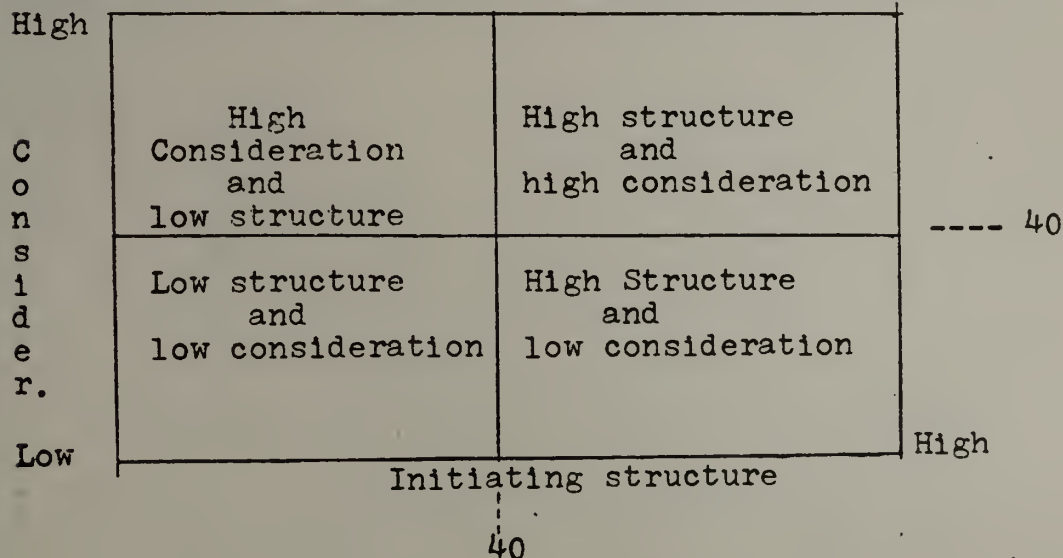 High
High
Consideration
and
low structure
High structure
and
high consideration
Consider.
---- 40
Low structure
and
low consideration
High Structure
and
low consideration
Low
High
Initiating structure
40